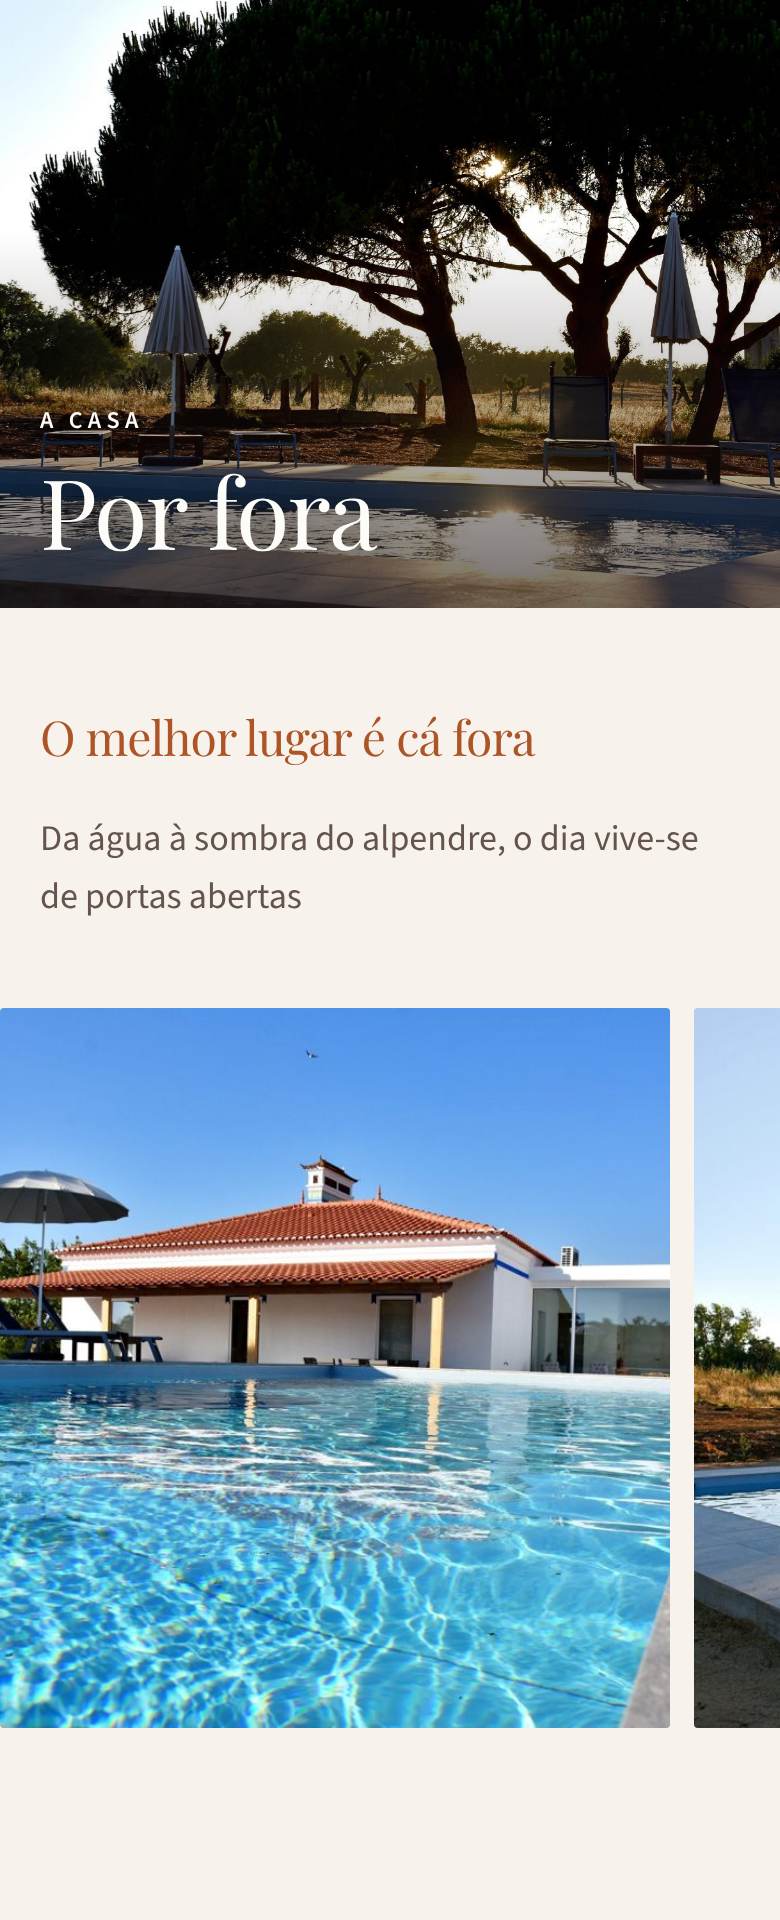 A CASA
Por fora
O melhor lugar é cá fora
Da água à sombra do alpendre, o dia vive-se
de portas abertas